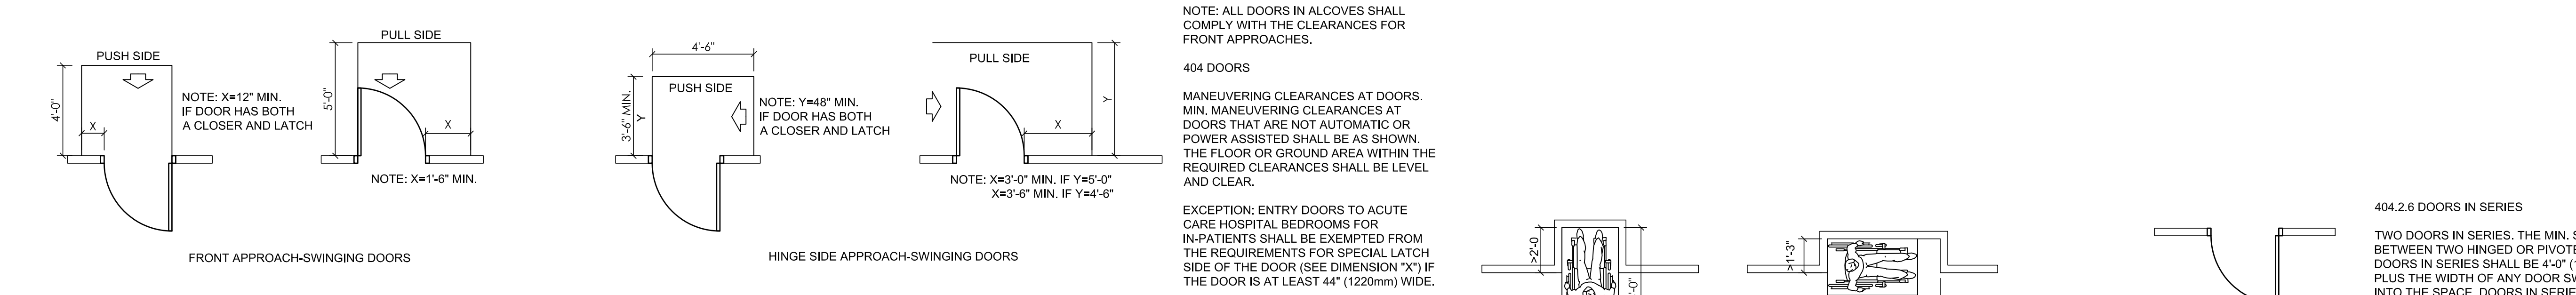 PUSH SIDE
4'-0"
X
NOTE: X=12" MIN.
IF DOOR HAS BOTH
A CLOSER AND LATCH
PULL SIDE
5'-0"
X
NOTE: X=1'-6" MIN.
FRONT APPROACH-SWINGING DOORS
4'-6"
PUSH SIDE
3'-6" MIN.
Y
NOTE: Y=48" MIN.
IF DOOR HAS BOTH
A CLOSER AND LATCH
PULL SIDE
X
Y
NOTE: X=3'-0" MIN. IF Y=5'-0"
X=3'-6" MIN. IF Y=4'-6"
HINGE SIDE APPROACH-SWINGING DOORS
NOTE: ALL DOORS IN ALCOVES SHALL
COMPLY WITH THE CLEARANCES FOR
FRONT APPROACHES.
404 DOORS
MANEUVERING CLEARANCES AT DOORS.
MIN. MANEUVERING CLEARANCES AT
DOORS THAT ARE NOT AUTOMATIC OR
POWER ASSISTED SHALL BE AS SHOWN.
THE FLOOR OR GROUND AREA WITHIN THE
REQUIRED CLEARANCES SHALL BE LEVEL
AND CLEAR.
EXCEPTION: ENTRY DOORS TO ACUTE
CARE HOSPITAL BEDROOMS FOR
IN-PATIENTS SHALL BE EXEMPTED FROM
THE REQUIREMENTS FOR SPECIAL LATCH
SIDE OF THE DOOR (SEE DIMENSION "X") IF
THE DOOR IS AT LEAST 44" (1220mm) WIDE.
>2'-0
'-0"
>1'-3"
404.2.6 DOORS IN SERIES
TWO DOORS IN SERIES. THE MIN. S
BETWEEN TWO HINGED OR PIVOTE
DOORS IN SERIES SHALL BE 4'-0" (1
PLUS THE WIDTH OF ANY DOOR SW
INTO THE SPACE. DOORS IN SERIE